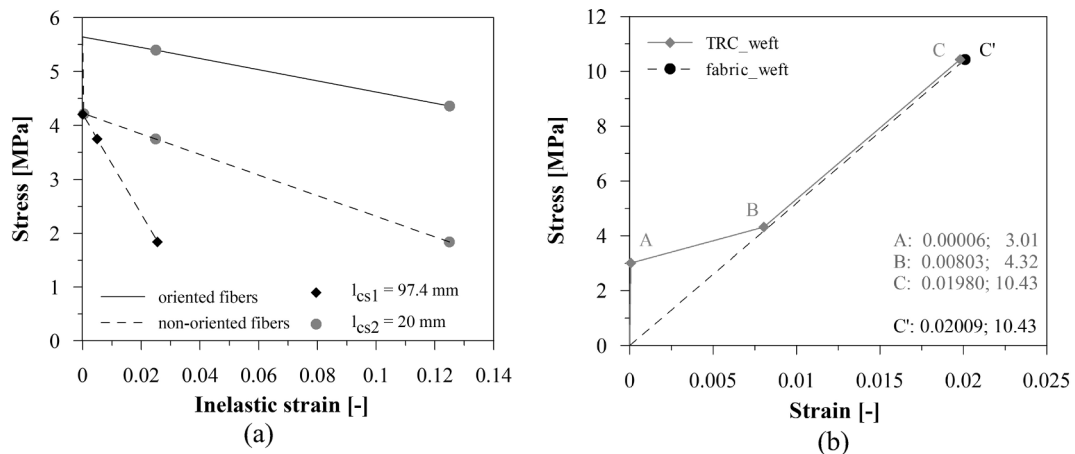 6
5
4
3
2
1
0
Stress [MPa]
oriented fibers
non-oriented fibers
l_cs1 = 97.4 mm
l_cs2 = 20 mm
0 0.02 0.04 0.06 0.08 0.1 0.12 0.14
Inelastic strain [-]
(a)
12
10
8
6
4
2
0
Stress [MPa]
TRC_weft
fabric_weft
C C'
B
A
A: 0.00006; 3.01
B: 0.00803; 4.32
C: 0.01980; 10.43
C': 0.02009; 10.43
0 0.005 0.01 0.015 0.02 0.025
Strain [-]
(b)